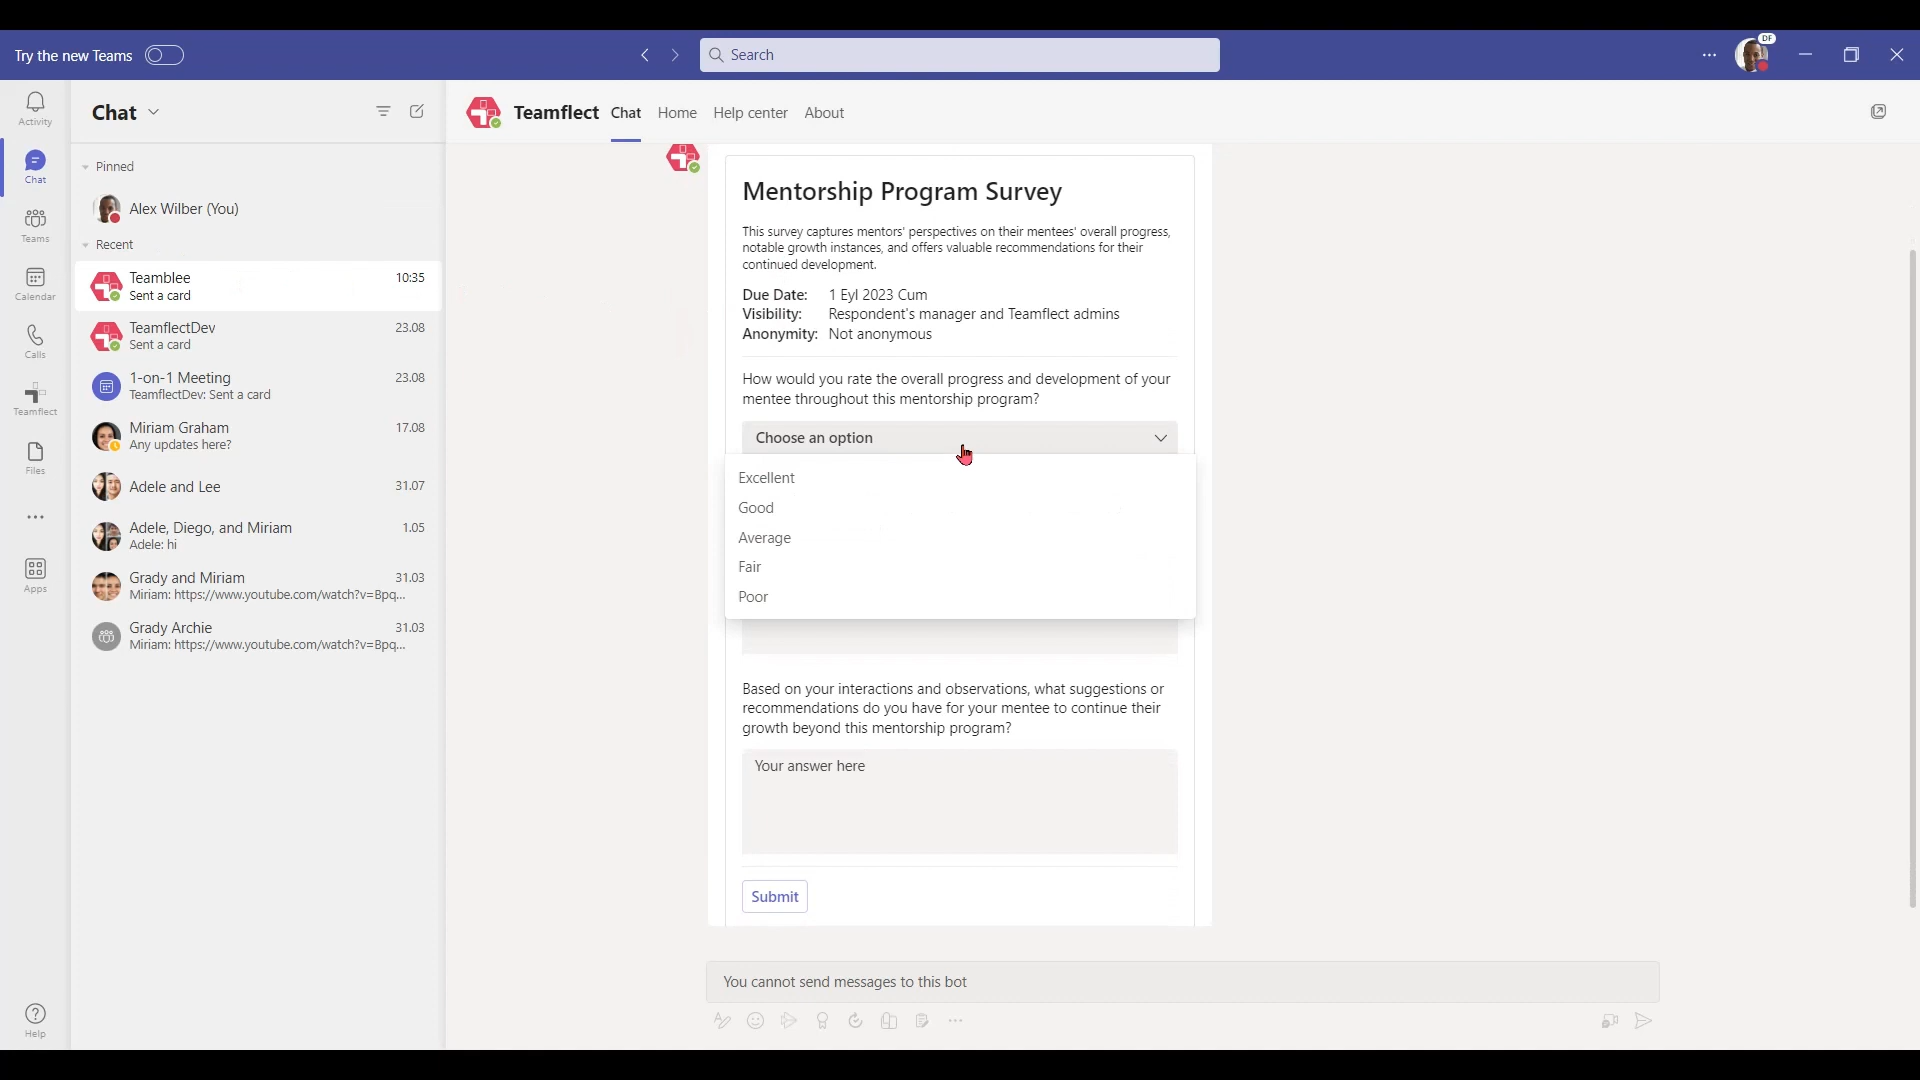 Try the new Teams
Search
DF
Activity
Chat
Teams
Calendar
Calls
Teamflect
Files
Apps
Help
Chat
Pinned
Alex Wilber (You)
Recent
Teamblee 10:35
Sent a card
TeamflectDev 23.08
Sent a card
1-on-1 Meeting 23.08
TeamflectDev: Sent a card
Miriam Graham 17.08
Any updates here?
Adele and Lee 31.07
Adele, Diego, and Miriam 1.05
Adele: hi
Grady and Miriam 31.03
Miriam: https://www.youtube.com/watch?v=Bpq...
Grady Archie 31.03
Miriam: https://www.youtube.com/watch?v=Bpq...
Teamflect Chat Home Help center About
Mentorship Program Survey
This survey captures mentors' perspectives on their mentees' overall progress,
notable growth instances, and offers valuable recommendations for their
continued development.
Due Date: 1 Eyl 2023 Cum
Visibility: Respondent's manager and Teamflect admins
Anonymity: Not anonymous
How would you rate the overall progress and development of your
mentee throughout this mentorship program?
Choose an option
Excellent
Good
Average
Fair
Poor
Based on your interactions and observations, what suggestions or
recommendations do you have for your mentee to continue their
growth beyond this mentorship program?
Your answer here
Submit
You cannot send messages to this bot